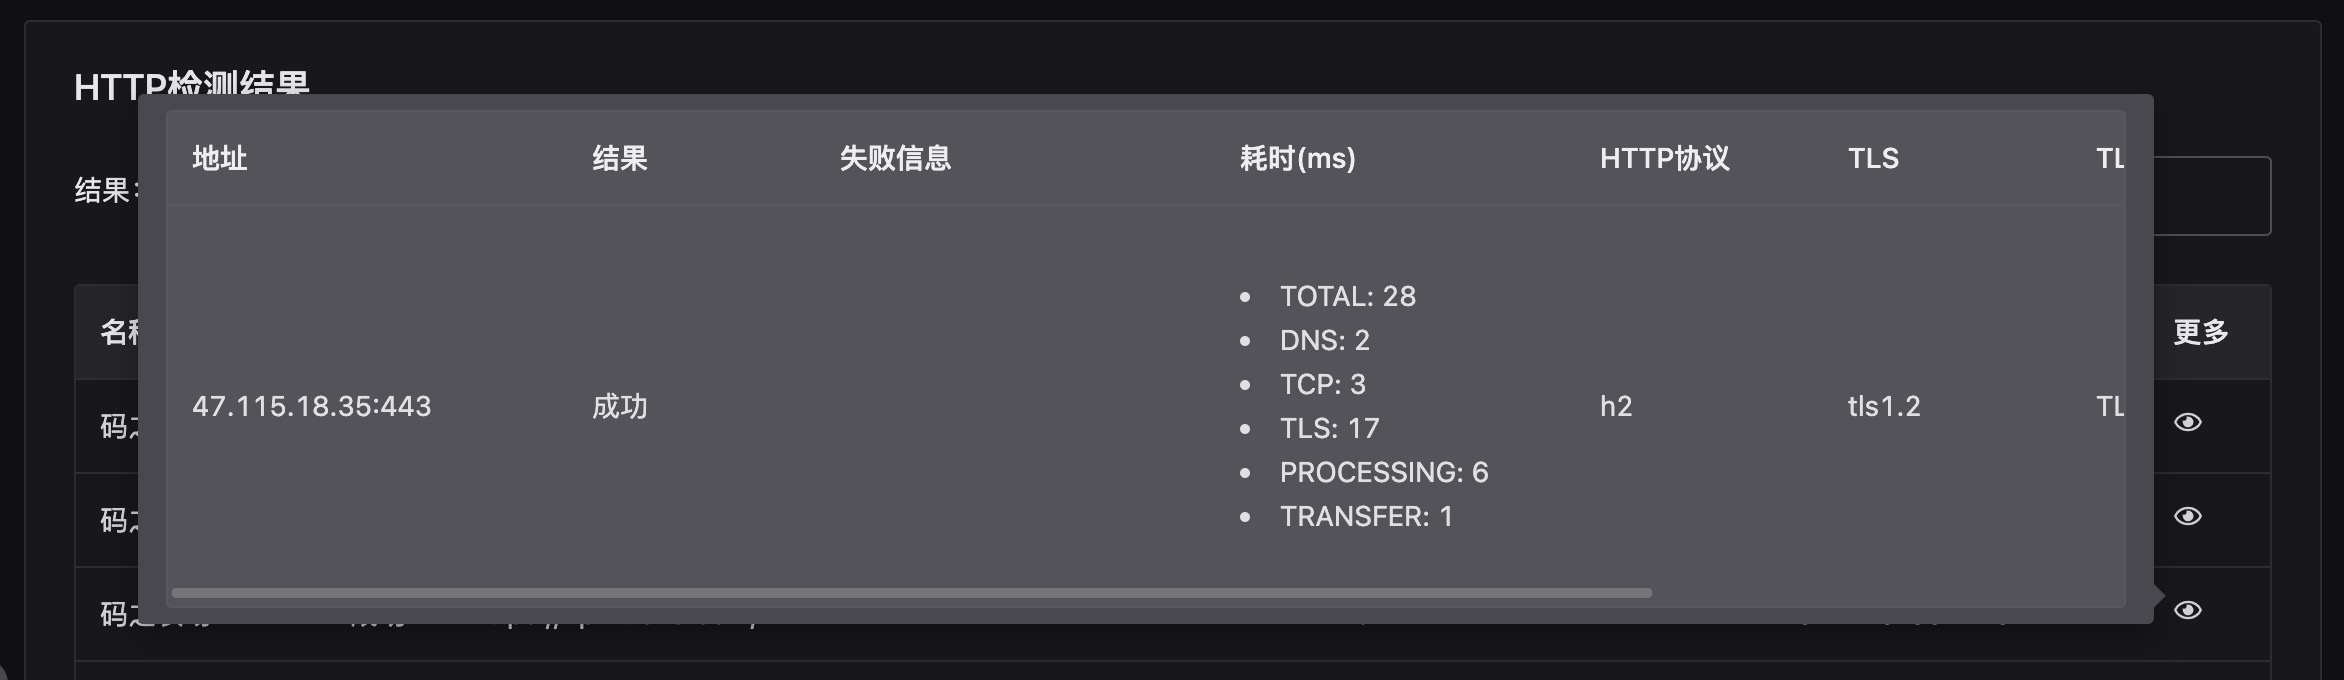 HTTP检测结果
结果:
地址 结果 失败信息 耗时(ms) HTTP协议 TLS TL
47.115.18.35:443 成功 h2 tls1.2 TL
• TOTAL: 28
• DNS: 2
• TCP: 3
• TLS: 17
• PROCESSING: 6
• TRANSFER: 1
名称 更多
码
码
码